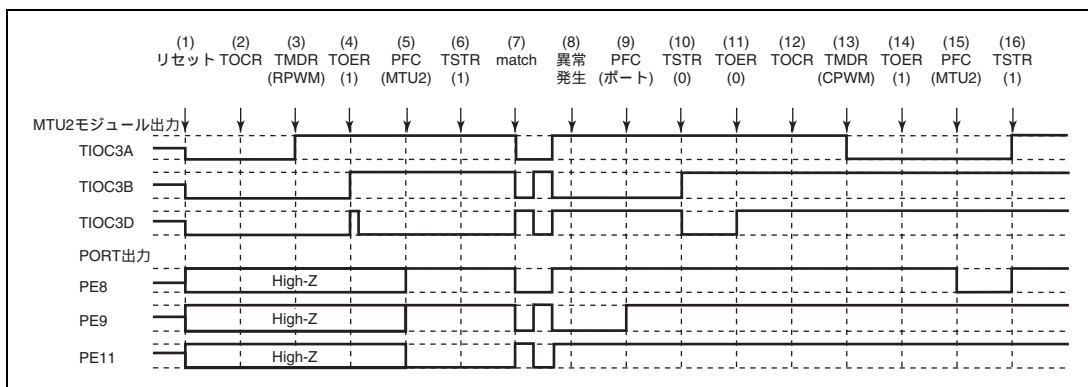 (1) (2) (3) (4) (5) (6) (7) (8) (9) (10) (11) (12) (13) (14) (15) (16)
リセット TOCR TMDR TOER PFC TSTR match 異常 PFC TSTR TOER TOCR TMDR TOER PFC TSTR
(RPWM) (1) (MTU2) (1) 発生 (ポート) (0) (0) (CPWM) (1) (MTU2) (1)
MTU2モジュール出力
TIOC3A
TIOC3B
TIOC3D
PORT出力
PE8 High-Z
PE9 High-Z
PE11 High-Z